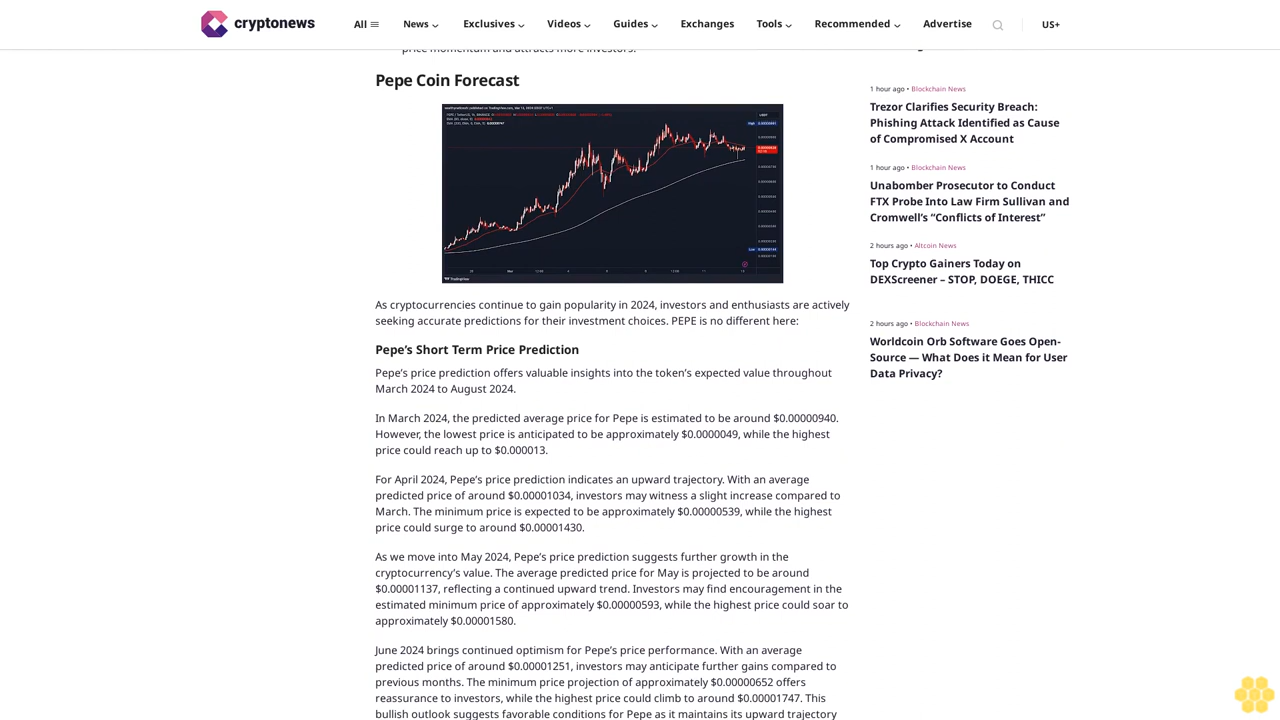 cryptonews
All
News
Exclusives
Videos
Guides
Exchanges
Tools
Recommended
Advertise
US+
price momentum and attracts more investors.
Pepe Coin Forecast
TradingView
As cryptocurrencies continue to gain popularity in 2024, investors and enthusiasts are actively
seeking accurate predictions for their investment choices. PEPE is no different here:
Pepe’s Short Term Price Prediction
Pepe’s price prediction offers valuable insights into the token’s expected value throughout
March 2024 to August 2024.
In March 2024, the predicted average price for Pepe is estimated to be around $0.00000940.
However, the lowest price is anticipated to be approximately $0.0000049, while the highest
price could reach up to $0.000013.
For April 2024, Pepe’s price prediction indicates an upward trajectory. With an average
predicted price of around $0.00001034, investors may witness a slight increase compared to
March. The minimum price is expected to be approximately $0.00000539, while the highest
price could surge to around $0.00001430.
As we move into May 2024, Pepe’s price prediction suggests further growth in the
cryptocurrency’s value. The average predicted price for May is projected to be around
$0.00001137, reflecting a continued upward trend. Investors may find encouragement in the
estimated minimum price of approximately $0.00000593, while the highest price could soar to
approximately $0.00001580.
June 2024 brings continued optimism for Pepe’s price performance. With an average
predicted price of around $0.00001251, investors may anticipate further gains compared to
previous months. The minimum price projection of approximately $0.00000652 offers
reassurance to investors, while the highest price could climb to around $0.00001747. This
bullish outlook suggests favorable conditions for Pepe as it maintains its upward trajectory
1 hour ago • Blockchain News
Trezor Clarifies Security Breach:
Phishing Attack Identified as Cause
of Compromised X Account
1 hour ago • Blockchain News
Unabomber Prosecutor to Conduct
FTX Probe Into Law Firm Sullivan and
Cromwell’s “Conflicts of Interest”
2 hours ago • Altcoin News
Top Crypto Gainers Today on
DEXScreener – STOP, DOEGE, THICC
2 hours ago • Blockchain News
Worldcoin Orb Software Goes Open-
Source — What Does it Mean for User
Data Privacy?